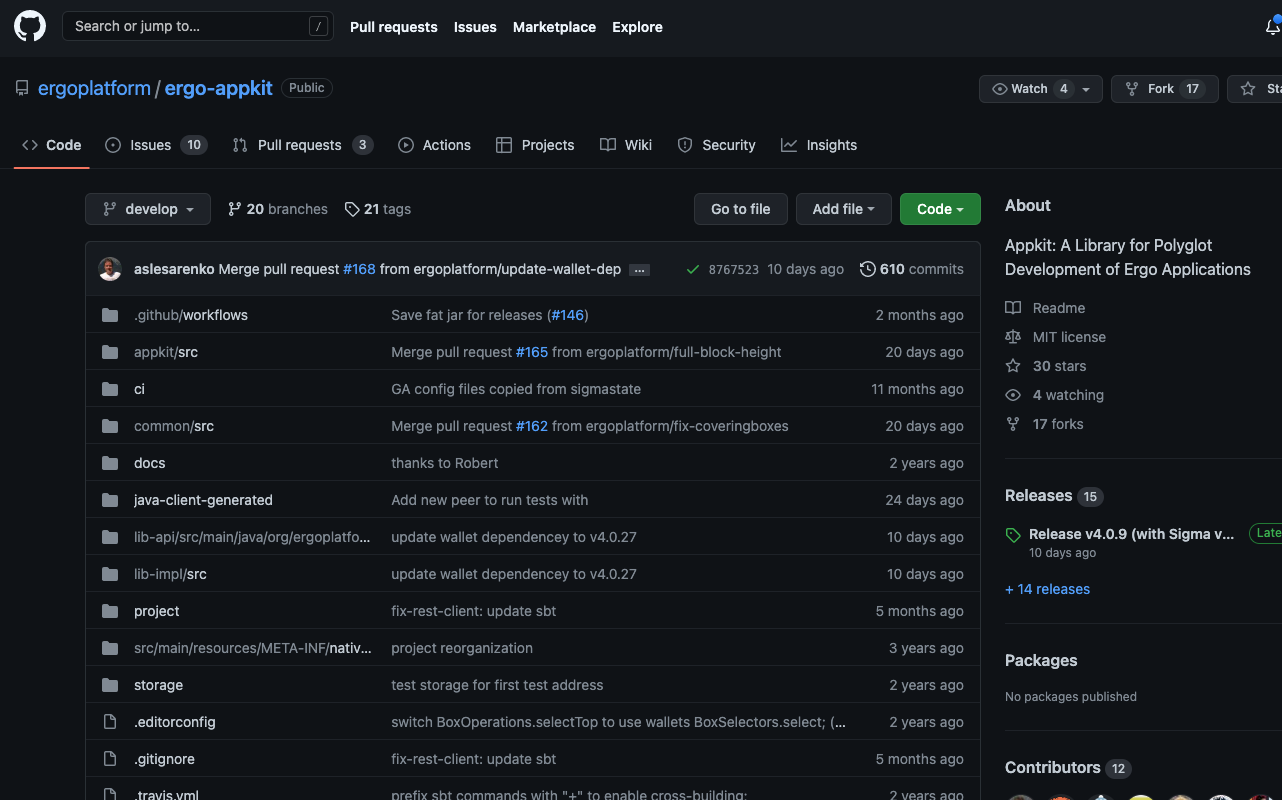 Search or jump to... / Pull requests Issues Marketplace Explore
ergoplatform / ergo-appkit Public Watch 4 Fork 17
Code Issues 10 Pull requests 3 Actions Projects Wiki Security Insights
develop 20 branches 21 tags Go to file Add file Code
aslesarenko Merge pull request #168 from ergoplatform/update-wallet-dep ... 8767523 10 days ago 610 commits
.github/workflows Save fat jar for releases (#146) 2 months ago
appkit/src Merge pull request #165 from ergoplatform/full-block-height 20 days ago
ci GA config files copied from sigmastate 11 months ago
common/src Merge pull request #162 from ergoplatform/fix-coveringboxes 20 days ago
docs thanks to Robert 2 years ago
java-client-generated Add new peer to run tests with 24 days ago
lib-api/src/main/java/org/ergoplatfo... update wallet dependencey to v4.0.27 10 days ago
lib-impl/src update wallet dependencey to v4.0.27 10 days ago
project fix-rest-client: update sbt 5 months ago
src/main/resources/META-INF/nativ... project reorganization 3 years ago
storage test storage for first test address 2 years ago
.editorconfig switch BoxOperations.selectTop to use wallets BoxSelectors.select; (... 2 years ago
.gitignore fix-rest-client: update sbt 5 months ago
.travis.yml prefix sbt commands with "+" to enable cross-building; 2 years ago
About
Appkit: A Library for Polyglot
Development of Ergo Applications
Readme
MIT license
30 stars
4 watching
17 forks
Releases 15
Release v4.0.9 (with Sigma v...
10 days ago
+ 14 releases
Packages
No packages published
Contributors 12